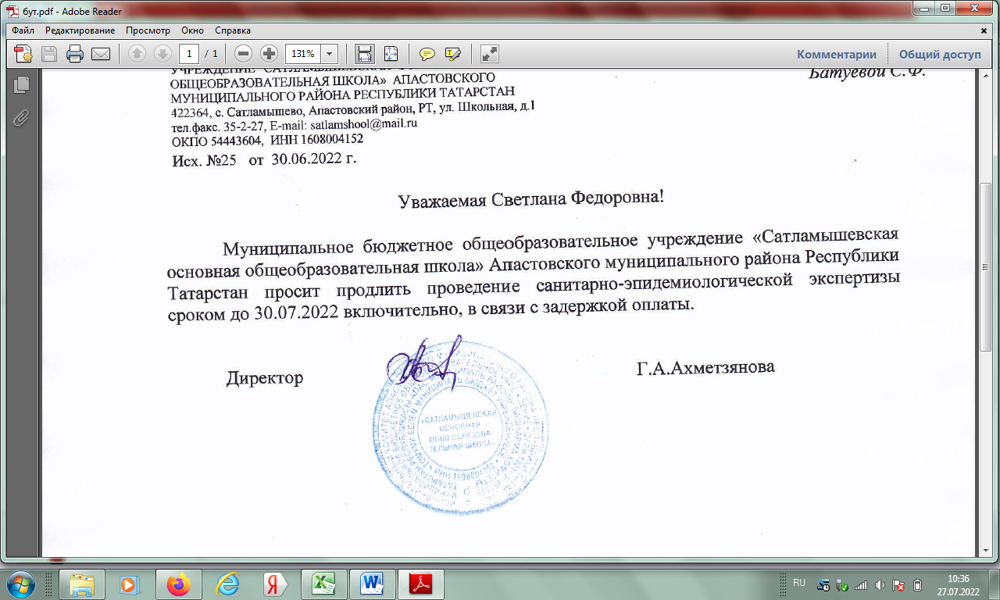 бут.pdf - Adobe Reader
Файл Редактирование Просмотр Окно Справка
1 / 1 131% Комментарии Общий доступ
УЧРЕЖДЕНИЕ
Батуевой С.Ф.
ОБЩЕОБРАЗОВАТЕЛЬНАЯ ШКОЛА» АПАСТОВСКОГО
МУНИЦИПАЛЬНОГО РАЙОНА РЕСПУБЛИКИ ТАТАРСТАН
422364, с. Сатламышево, Апастовский район, РТ, ул. Школьная, д.1
тел.факс. 35-2-27, E-mail: satlamshool@mail.ru
ОКПО 54443604, ИНН 1608004152
Исх. №25 от 30.06.2022 г.
Уважаемая Светлана Федоровна!
Муниципальное бюджетное общеобразовательное учреждение «Сатламышевская
основная общеобразовательная школа» Апастовского муниципального района Республики
Татарстан просит продлить проведение санитарно-эпидемиологической экспертизы
сроком до 30.07.2022 включительно, в связи с задержкой оплаты.
Директор
Г.А.Ахметзянова
«САТЛАМЫШЕВСКАЯ
ОСНОВНАЯ
ОБЩЕОБРАЗОВА-
ТЕЛЬНАЯ ШКОЛА»
ИНН 1608004152
RU
10:36
27.07.2022